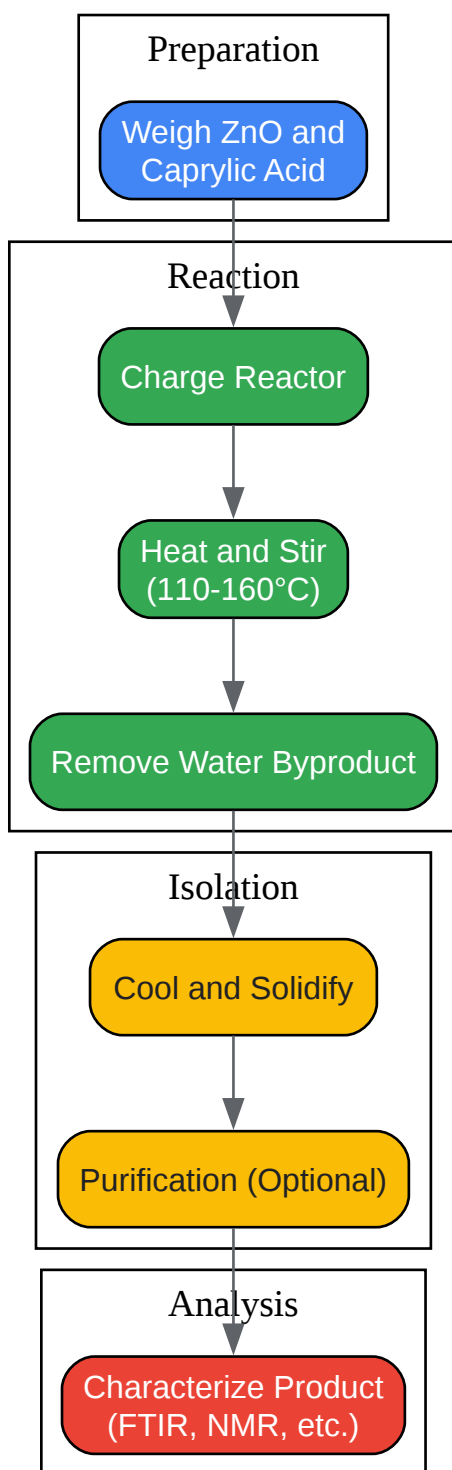 Preparation
Weigh ZnO and
Caprylic Acid
Reaction
Charge Reactor
Heat and Stir
(110-160°C)
Remove Water Byproduct
Isolation
Cool and Solidify
Purification (Optional)
Analysis
Characterize Product
(FTIR, NMR, etc.)